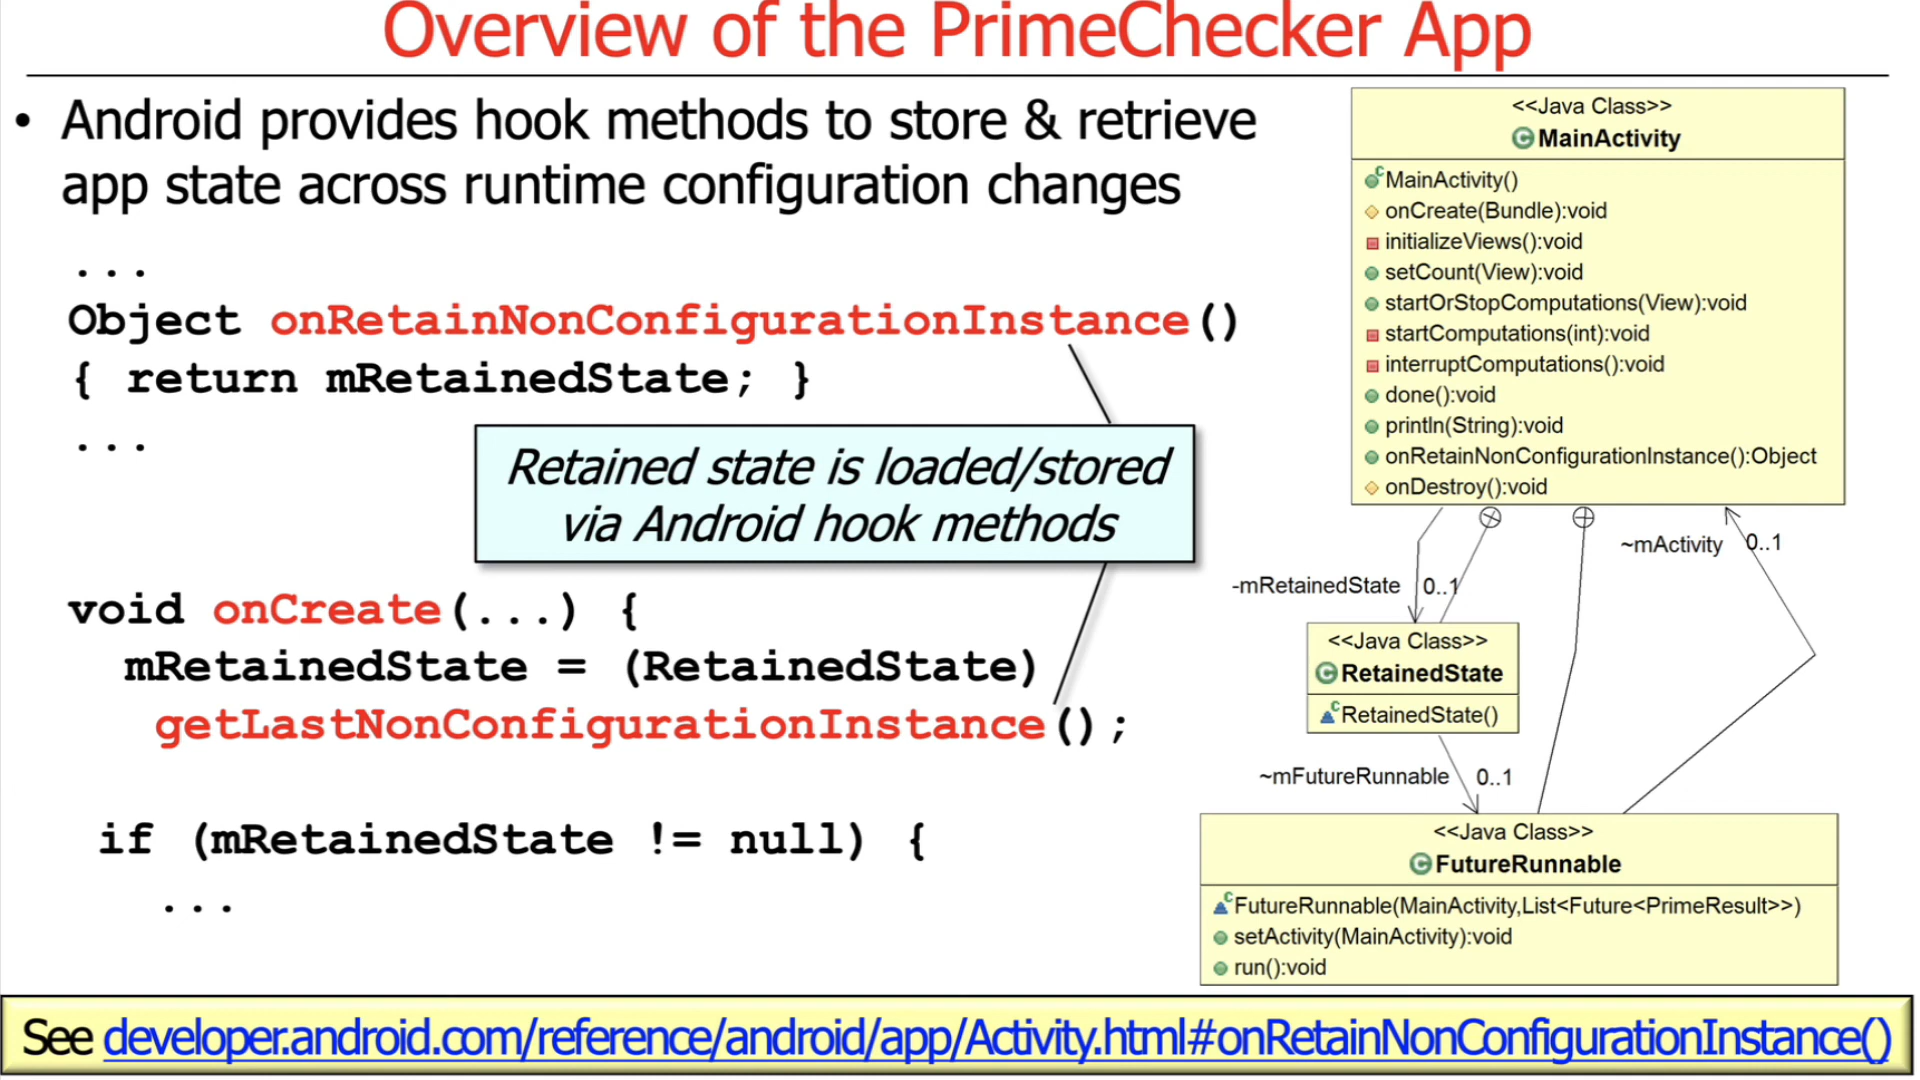 Overview of the PrimeChecker App
• Android provides hook methods to store & retrieve
app state across runtime configuration changes
...
Object onRetainNonConfigurationInstance()
{ return mRetainedState; }
...
Retained state is loaded/stored
via Android hook methods
void onCreate(...) {
mRetainedState = (RetainedState)
getLastNonConfigurationInstance();
if (mRetainedState != null) {
...
<<Java Class>>
MainActivity
MainActivity()
onCreate(Bundle):void
initializeViews():void
setCount(View):void
startOrStopComputations(View):void
startComputations(int):void
interruptComputations():void
done():void
println(String):void
onRetainNonConfigurationInstance():Object
onDestroy():void
~mActivity 0..1
-mRetainedState 0..1
<<Java Class>>
RetainedState
RetainedState()
~mFutureRunnable 0..1
<<Java Class>>
FutureRunnable
FutureRunnable(MainActivity,List<Future<PrimeResult>>)
setActivity(MainActivity):void
run():void
See developer.android.com/reference/android/app/Activity.html#onRetainNonConfigurationInstance()